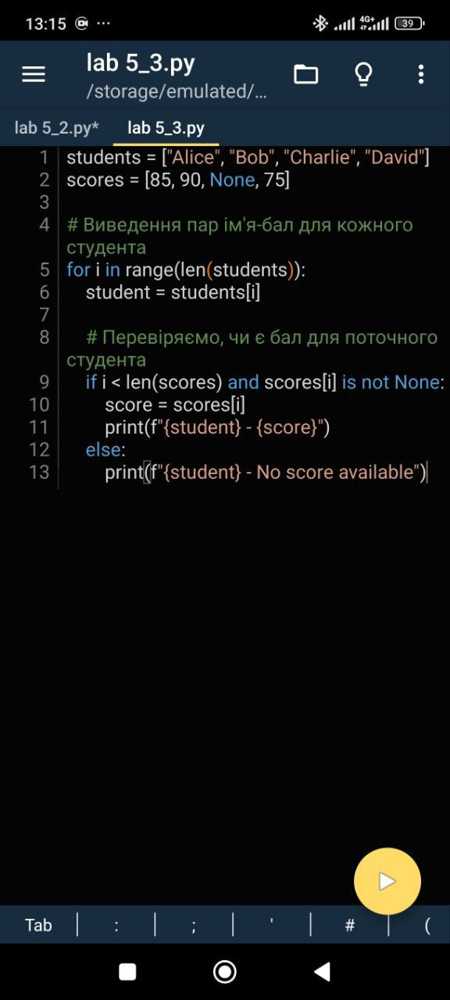 13:15
4G+
39
lab 5_3.py
/storage/emulated/...
lab 5_2.py*
lab 5_3.py
1 students = ["Alice", "Bob", "Charlie", "David"]
2 scores = [85, 90, None, 75]
3
4 # Виведення пар ім'я-бал для кожного
студента
5 for i in range(len(students)):
6 student = students[i]
7
8 # Перевіряємо, чи є бал для поточного
студента
9 if i < len(scores) and scores[i] is not None:
10 score = scores[i]
11 print(f"{student} - {score}")
12 else:
13 print(f"{student} - No score available")
Tab : ; ' # (